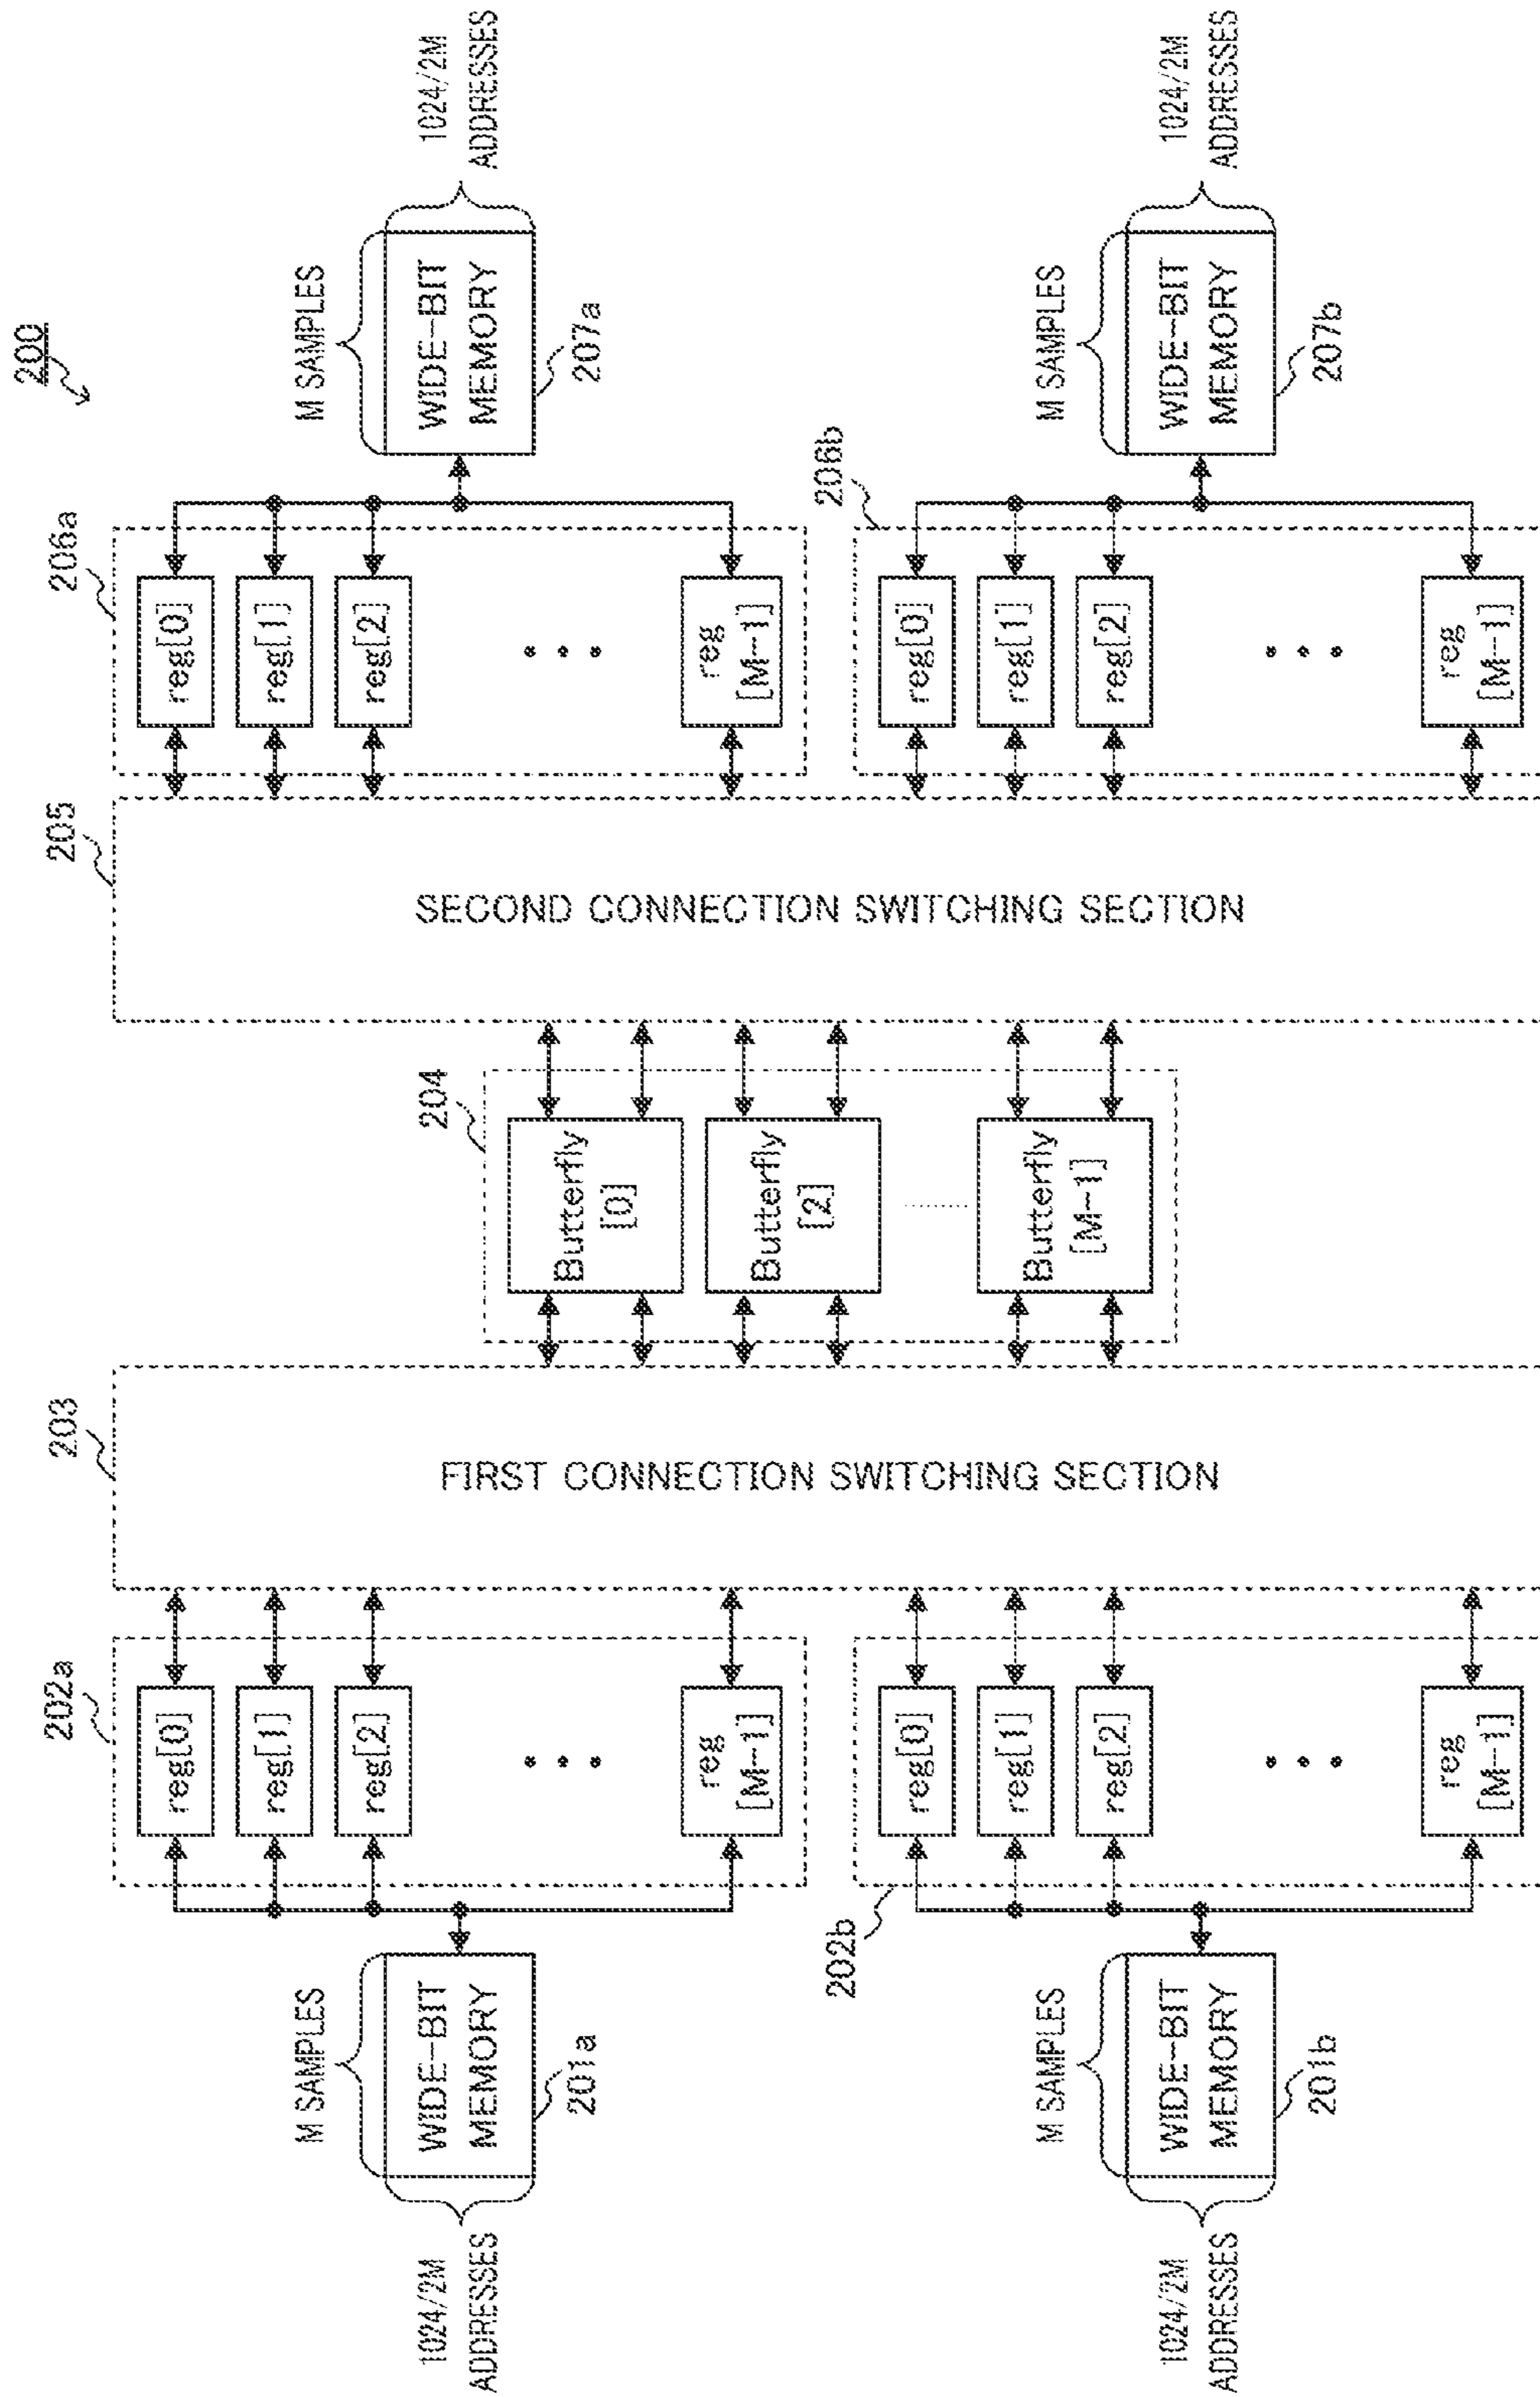 200
202a
203
205
206a
M SAMPLES
1024/2M
ADDRESSES
WIDE-BIT
MEMORY
201a
reg[0]
reg[1]
reg[2]
• • •
reg
[M-1]
FIRST CONNECTION SWITCHING SECTION
204
Butterfly
[0]
Butterfly
[2]
Butterfly
[M-1]
SECOND CONNECTION SWITCHING SECTION
reg[0]
reg[1]
reg[2]
• • •
reg
[M-1]
M SAMPLES
WIDE-BIT
MEMORY
1024/2M
ADDRESSES
207a
202b
206b
M SAMPLES
1024/2M
ADDRESSES
WIDE-BIT
MEMORY
201b
reg[0]
reg[1]
reg[2]
• • •
reg
[M-1]
reg[0]
reg[1]
reg[2]
• • •
reg
[M-1]
M SAMPLES
WIDE-BIT
MEMORY
1024/2M
ADDRESSES
207b